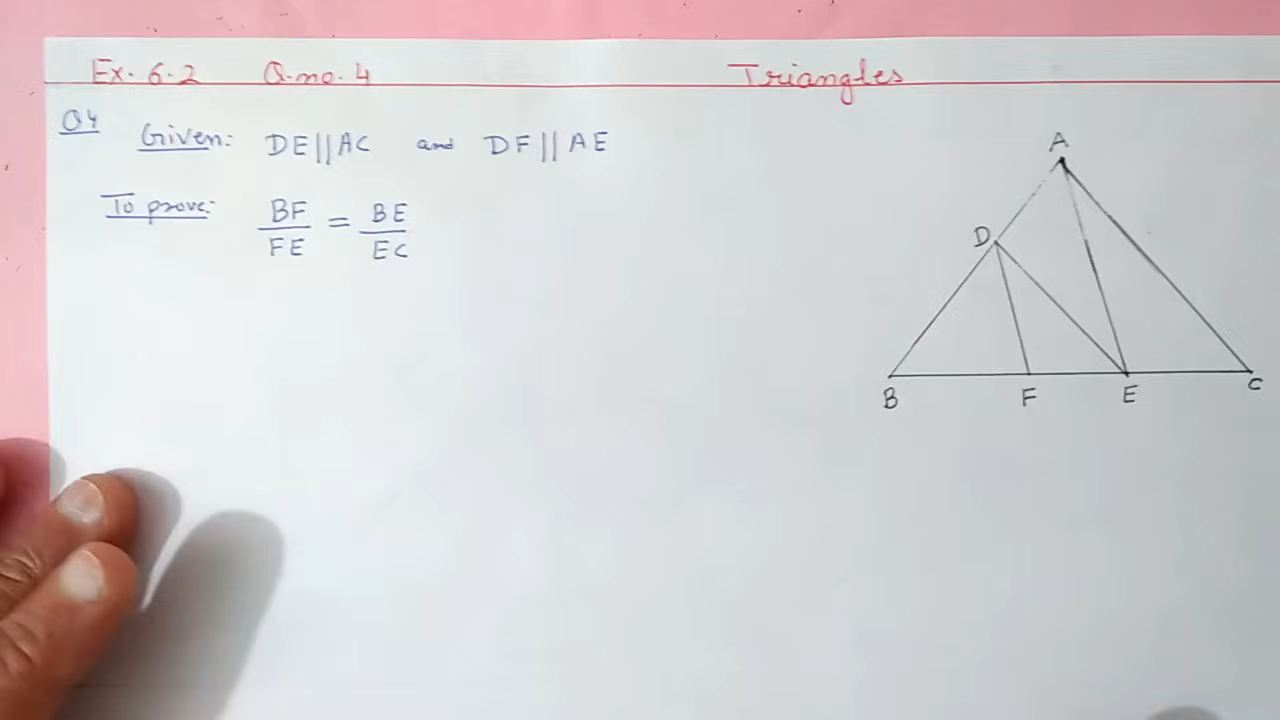 Ex. 6.2 Q.no. 4 Triangles
Q4 Given: DE||AC and DF||AE
To prove: BF/FE = BE/EC
A
D
B F E C